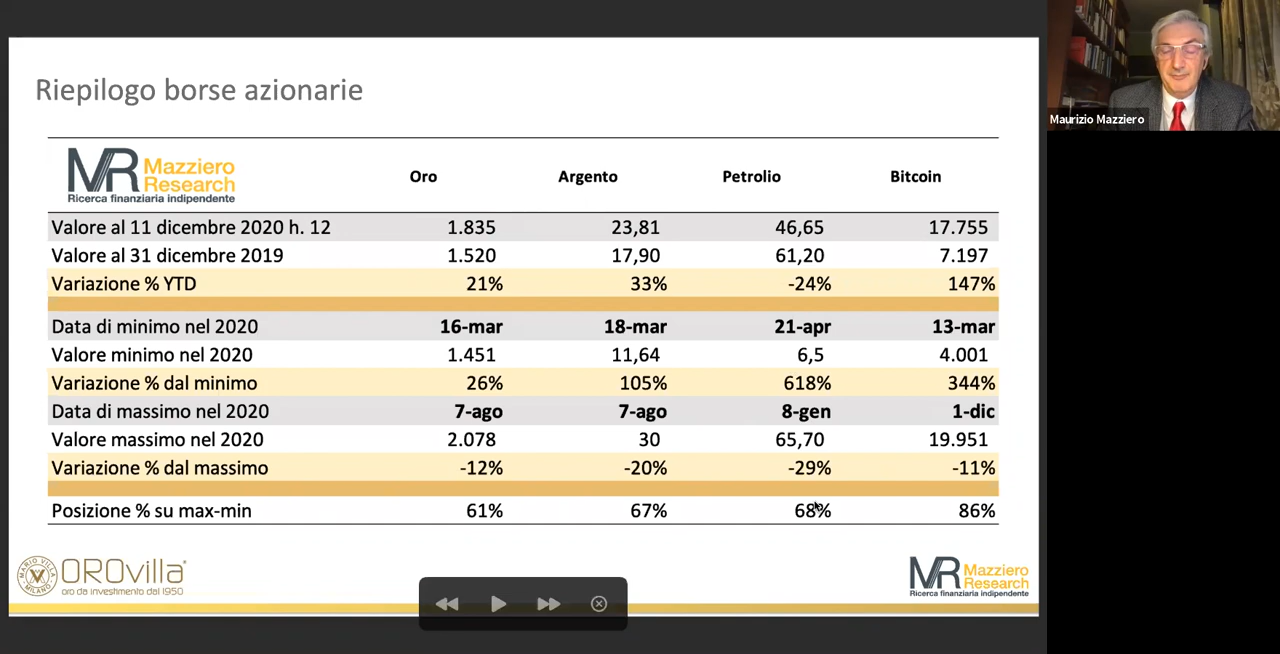 Riepilogo borse azionarie
Maurizio Mazziero
MR Mazziero Research
Ricerca finanziaria indipendente
Oro Argento Petrolio Bitcoin
Valore al 11 dicembre 2020 h. 12 1.835 23,81 46,65 17.755
Valore al 31 dicembre 2019 1.520 17,90 61,20 7.197
Variazione % YTD 21% 33% -24% 147%
Data di minimo nel 2020 16-mar 18-mar 21-apr 13-mar
Valore minimo nel 2020 1.451 11,64 6,5 4.001
Variazione % dal minimo 26% 105% 618% 344%
Data di massimo nel 2020 7-ago 7-ago 8-gen 1-dic
Valore massimo nel 2020 2.078 30 65,70 19.951
Variazione % dal massimo -12% -20% -29% -11%
Posizione % su max-min 61% 67% 68% 86%
MARIO VILLA MILANO
OROvilla
oro da investimento dal 1950
MR Mazziero Research
Ricerca finanziaria indipendente